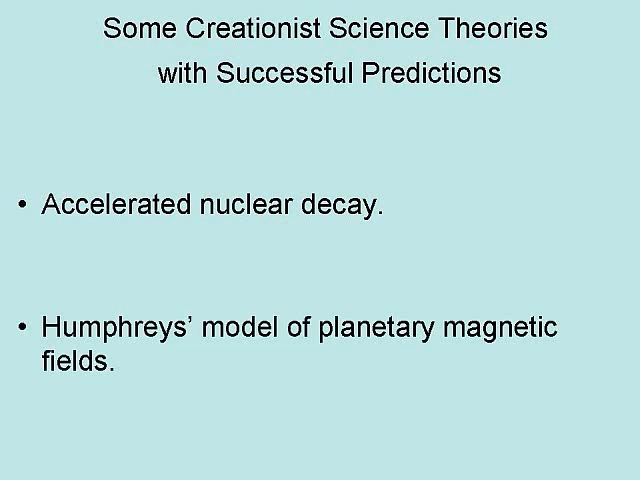 Some Creationist Science Theories
with Successful Predictions
• Accelerated nuclear decay.
• Humphreys’ model of planetary magnetic
fields.